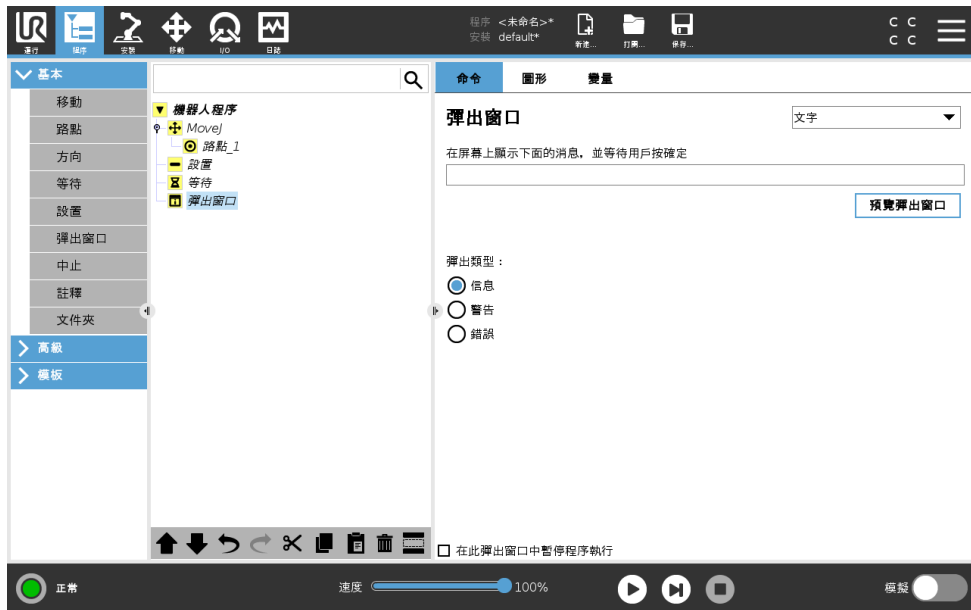 UR
運行
程序
安裝
移動
I/O
日誌
程序 <未命名>*
安裝 default*
新建...
打開...
保存...
C C
C C
基本
移動
路點
方向
等待
設置
彈出窗口
中止
註釋
文件夾
高級
模板
機器人程序
MoveJ
路點_1
設置
等待
彈出窗口
命令 圖形 變量
彈出窗口
文字
在屏幕上顯示下面的消息，並等待用戶按確定
預覽彈出窗口
彈出類型：
信息
警告
錯誤
在此彈出窗口中暫停程序執行
正常
速度 100%
模擬